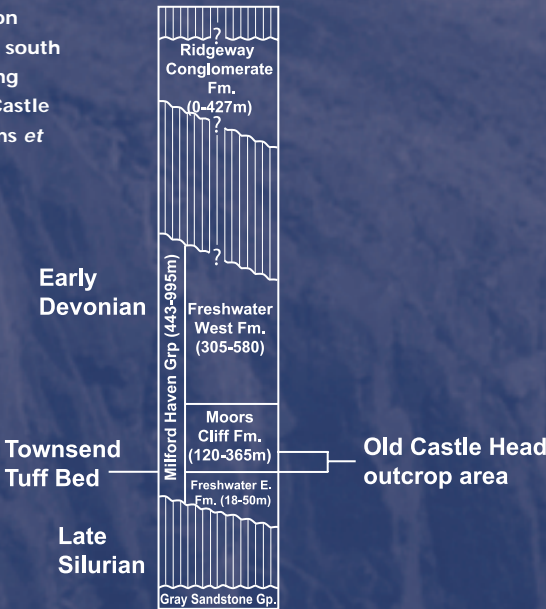 on
south
ng
Castle
ns et
?
Ridgeway
Conglomerate
Fm.
(0-427m)
?
?
Early
Devonian
Milford Haven Grp (443-995m)
Freshwater
West Fm.
(305-580)
Moors
Cliff Fm.
(120-365m)
Townsend
Tuff Bed
Old Castle Head
outcrop area
Freshwater E.
Fm. (18-50m)
Late
Silurian
Gray Sandstone Gp.